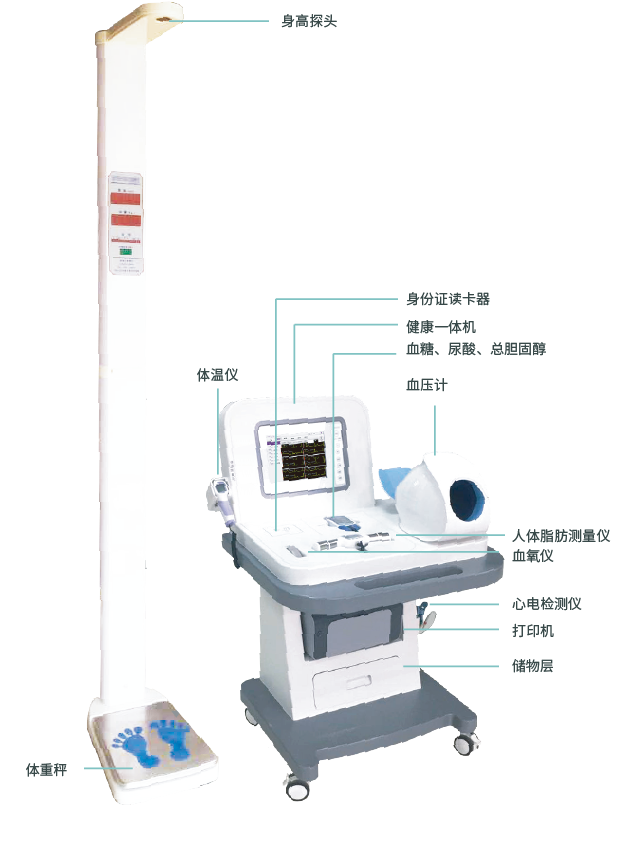 身高探头
身份证读卡器
健康一体机
血糖、尿酸、总胆固醇
体温仪
血压计
人体脂肪测量仪
血氧仪
心电检测仪
打印机
储物层
体重秤